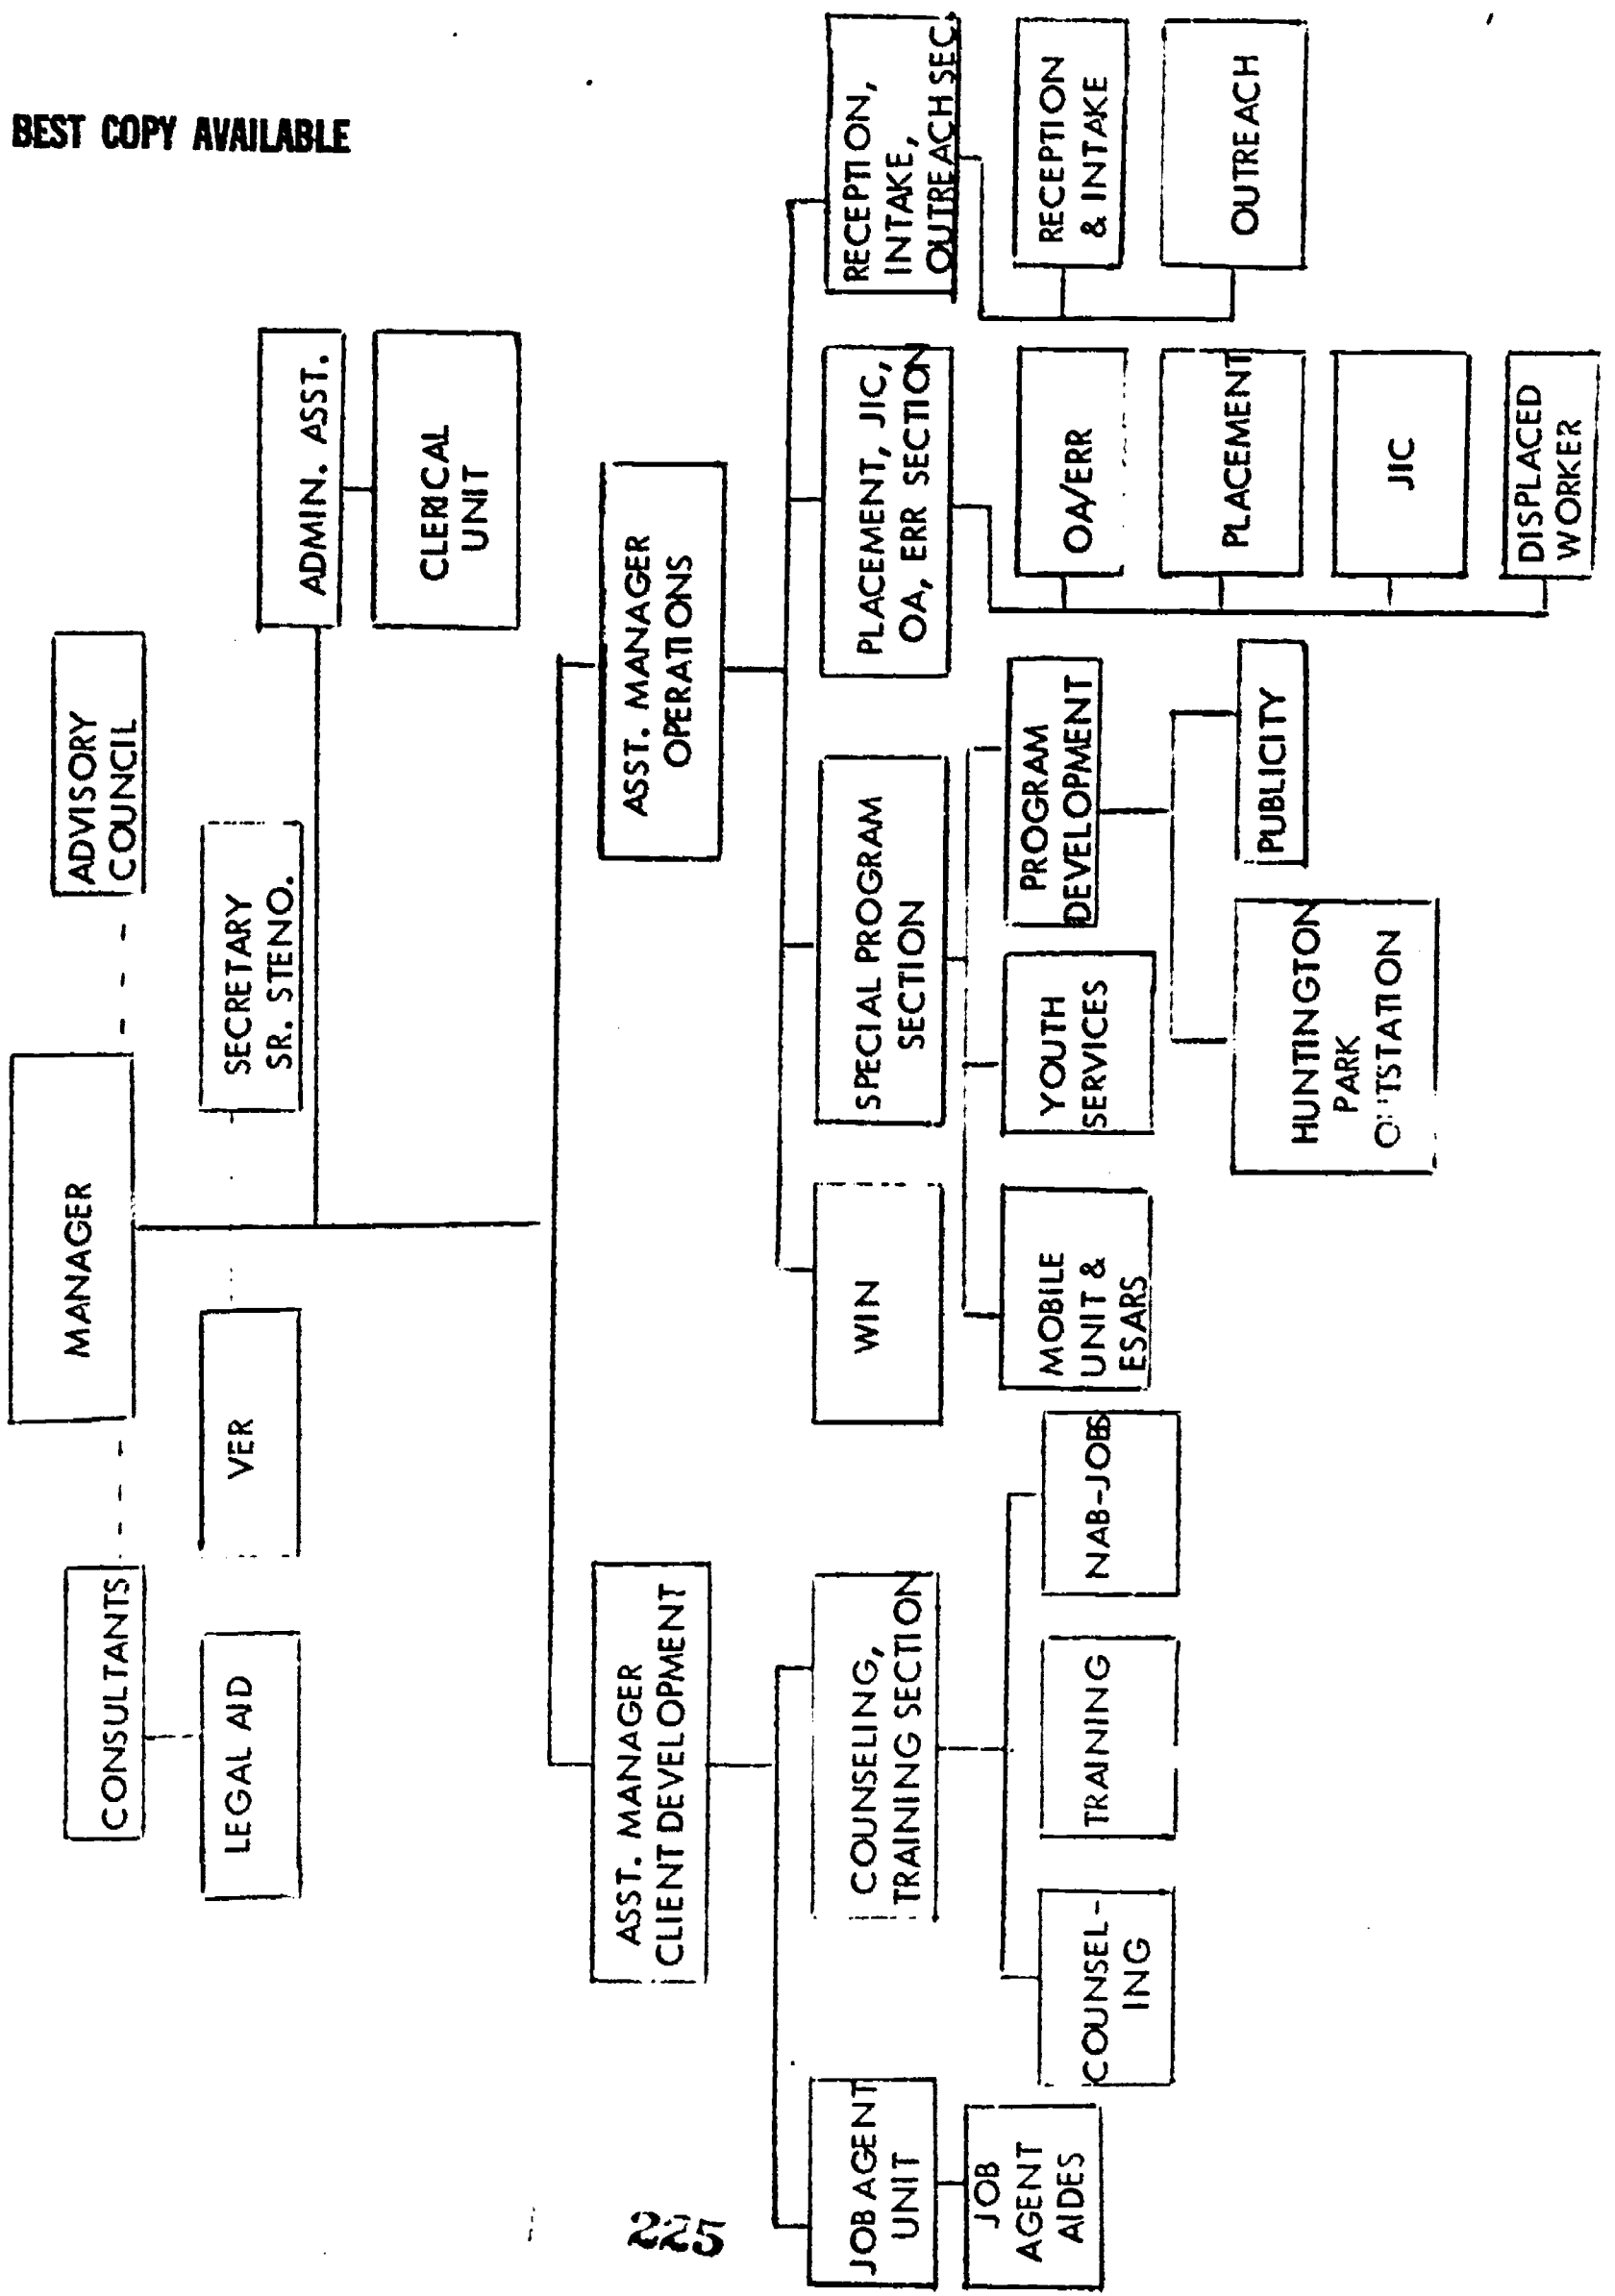 BEST COPY AVAILABLE
MANAGER
CONSULTANTS
ADVISORY
COUNCIL
LEGAL AID
VER
SECRETARY
SR. STENO.
ADMIN. ASST.
CLERICAL
UNIT
ASST. MANAGER
CLIENT DEVELOPMENT
ASST. MANAGER
OPERATIONS
JOB AGENT
UNIT
COUNSELING,
TRAINING SECTION
WIN
SPECIAL PROGRAM
SECTION
PLACEMENT, JIC,
OA, ERR SECTION
RECEPTION,
INTAKE,
OUTREACH SEC.
JOB
AGENT
AIDES
COUNSEL-
ING
TRAINING
NAB-JOBS
MOBILE
UNIT &
ESARS
YOUTH
SERVICES
PROGRAM
DEVELOPMENT
HUNTINGTON
PARK
OUTSTATION
PUBLICITY
OA/ERR
PLACEMENT
JIC
DISPLACED
WORKER
RECEPTION
& INTAKE
OUTREACH
225